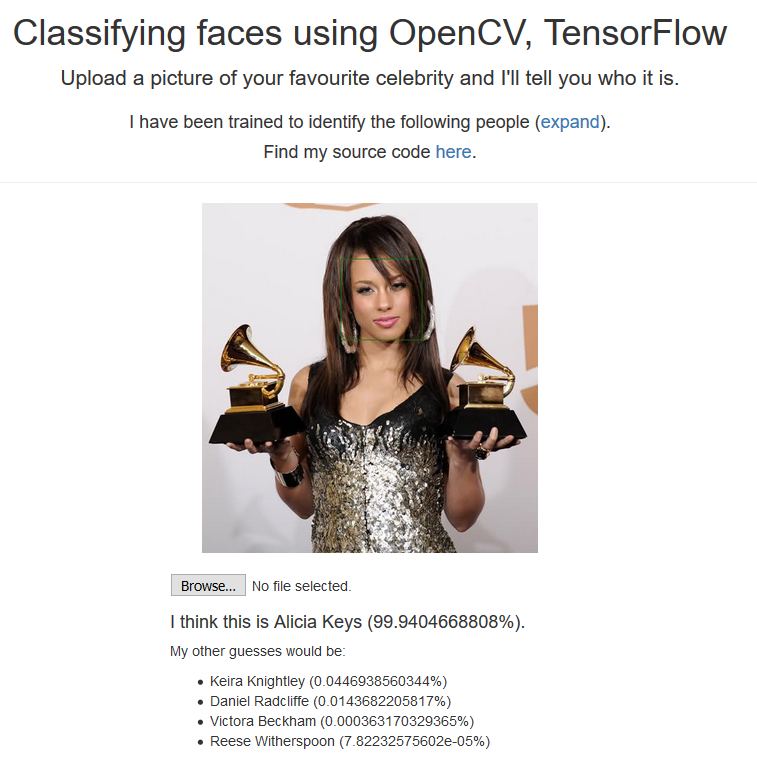 Classifying faces using OpenCV, TensorFlow
Upload a picture of your favourite celebrity and I'll tell you who it is.
I have been trained to identify the following people (expand).
Find my source code here.
Browse... No file selected.
I think this is Alicia Keys (99.9404668808%).
My other guesses would be:
• Keira Knightley (0.0446938560344%)
• Daniel Radcliffe (0.0143682205817%)
• Victora Beckham (0.000363170329365%)
• Reese Witherspoon (7.82232575602e-05%)